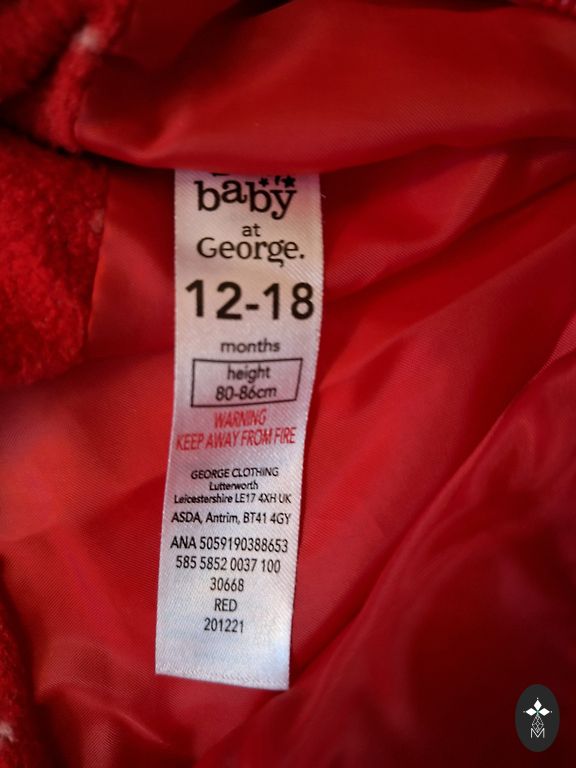 baby
at
George.
12-18
months
height
80-86cm
WARNING
KEEP AWAY FROM FIRE
GEORGE CLOTHING
Lutterworth
Leicestershire LE17 4XH UK
ASDA, Antrim, BT41 4GY
ANA 5059190388653
585 5852 0037 100
30668
RED
201221
M